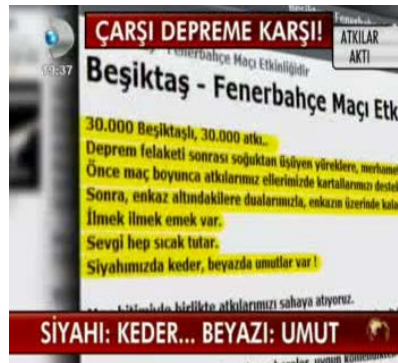 ÇARŞI DEPREME KARŞI!
ATKILAR
AKTI
19:37
Fenerbahçe Maçı Etkinliğidir
Beşiktaş - Fenerbahçe Maçı Etk
30.000 Beşiktaşlı, 30.000 atkı..
Deprem felaketi sonrası soğuktan üşüyen yüreklere, merhame
Önce maç boyunca atkılarımız ellerimizde kartallarımızı destek
Sonra, enkaz altındakilere dualarımızla, enkazın üzerinde kala
İlmek ilmek emek var.
Sevgi hep sıcak tutar.
Siyahımızda keder, beyazda umutlar var !
birlikte atkılarımızı sahaya atıyoruz.
SİYAHI: KEDER... BEYAZI: UMUT